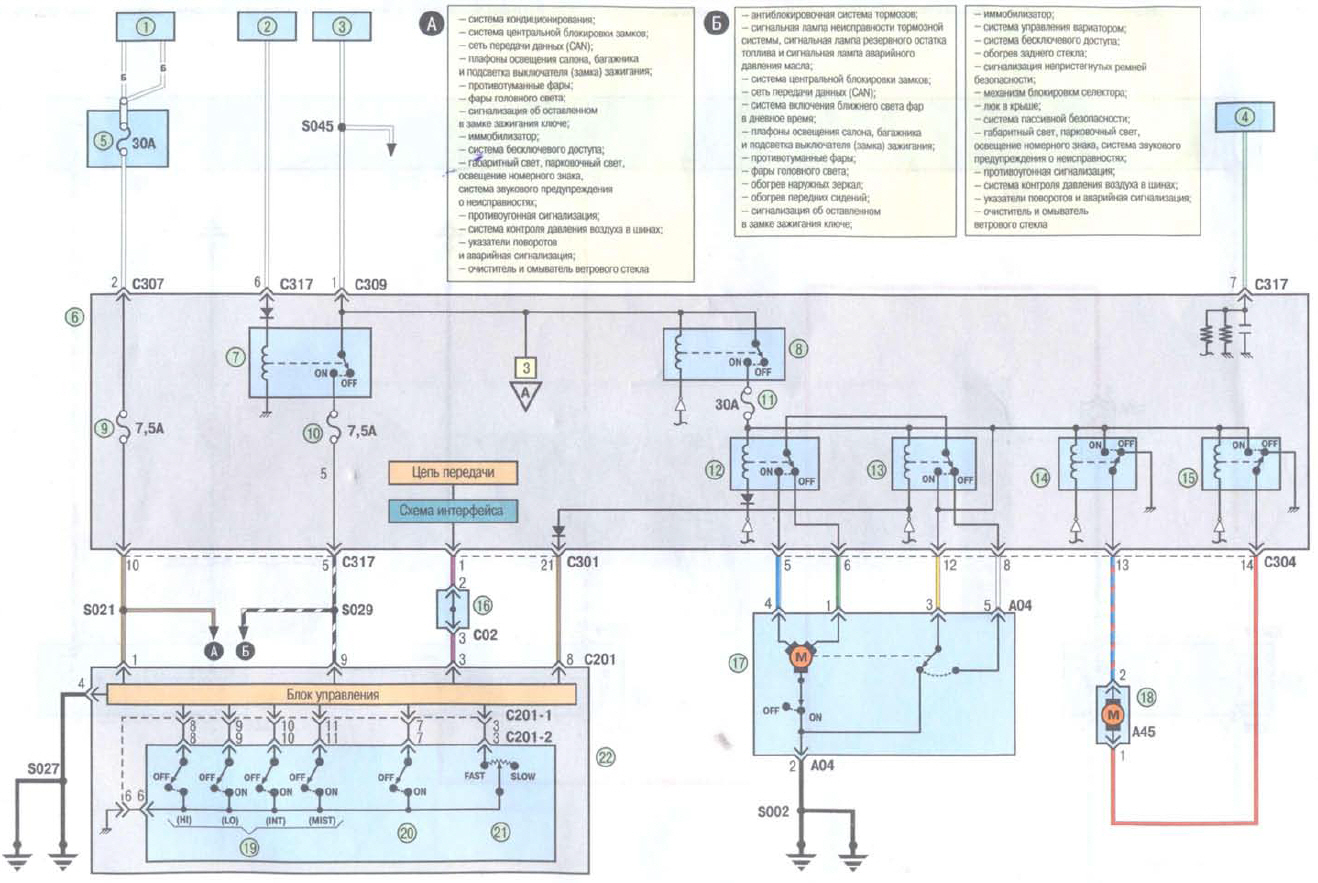 1
2
3
А
– система кондиционирования;
– система центральной блокировки замков;
– сеть передачи данных (CAN);
– плафоны освещения салона, багажника
и подсветка выключателя (замка) зажигания;
– противотуманные фары;
– фары головного света;
– сигнализация об оставленном
в замке зажигания ключе;
– иммобилизатор;
– система бесключевого доступа;
– габаритный свет, парковочный свет,
освещение номерного знака,
система звукового предупреждения
о неисправностях;
– противоугонная сигнализация;
– система контроля давления воздуха в шинах;
– указатели поворотов
и аварийная сигнализация;
– очиститель и омыватель ветрового стекла
Б
– антиблокировочная система тормозов;
– сигнальная лампа неисправности тормозной
системы, сигнальная лампа резервного остатка
топлива и сигнальная лампа аварийного
давления масла;
– система центральной блокировки замков;
– сеть передачи данных (CAN);
– система включения ближнего света фар
в дневное время;
– плафоны освещения салона, багажника
и подсветка выключателя (замка) зажигания;
– противотуманные фары;
– фары головного света;
– обогрев наружных зеркал;
– обогрев передних сидений;
– сигнализация об оставленном
в замке зажигания ключе;
– иммобилизатор;
– система управления вариатором;
– система бесключевого доступа;
– обогрев заднего стекла;
– сигнализация непристегнутых ремней
безопасности;
– механизм блокировкм селектора;
– люк в крыше;
– система пассивной безопасности;
– габаритный свет, парковочный свет,
освещение номерного знака, система звукового
предупреждения о неисправностях;
– противоугонная сигнализация;
– система контроля давления воздуха в шинах;
– указатели поворотов и аварийная сигнализация;
– очиститель и омыватель
ветрового стекла
Б Б
5 30А
S045
4
2 C307
6 C317
1 C309
7 C317
6
7
ON OFF
3
А
8
ON OFF
30А 11
9 7,5А
10 7,5А
5
12
ON OFF
13
ON OFF
14
ON OFF
15
ON OFF
Цепь передачи
Схема интерфейса
10
5 C317
1
21 C301
5 6 12 8
13
14 C304
S021
А Б
S029
2
16
3 C02
4 1 3 5 A04
17
М
OFF ON
2 A04
S002
2
18
М
A45
1
1 9 3 8 C201
4
Блок управления
C201-1
8 9 10 11 7 3
8 9 10 11 7 3 C201-2
22
OFF ON
OFF ON
OFF ON
OFF ON
OFF ON
FAST SLOW
6 6
(HI) (LO) (INT) (MIST)
19 20 21
S027